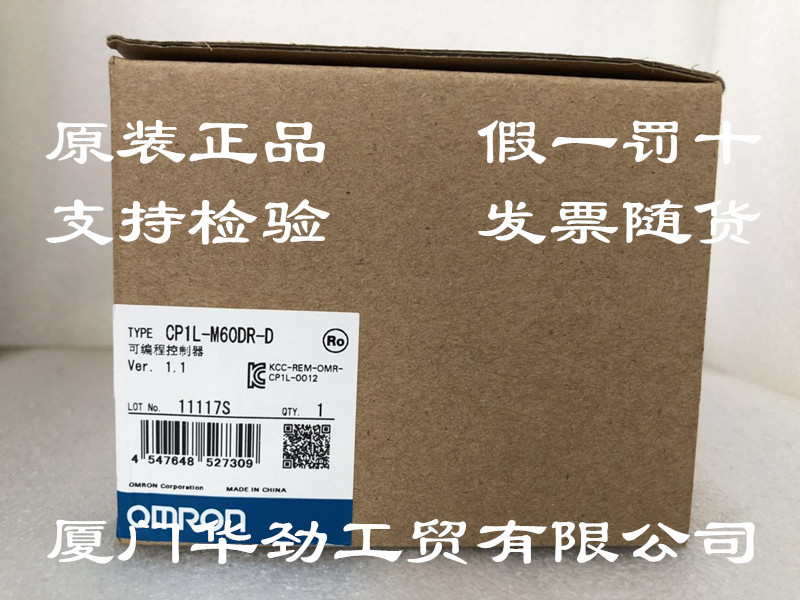 原装正品 假一罚十
支持检验 发票随货
TYPE CP1L-M60DR-D
可编程控制器
Ro
Ver. 1.1
KCC-REM-OMR-
CP1L-0012
LOT No. 11117S QTY. 1
4 547648 527309
OMRON Corporation MADE IN CHINA
OMRON
厦门华劲工贸有限公司